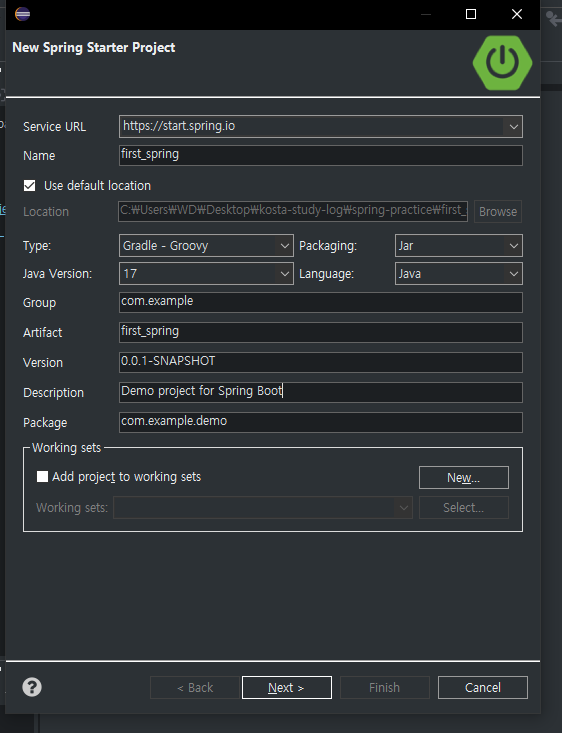 New Spring Starter Project
Service URL https://start.spring.io
Name first_spring
Use default location
Location C:₩Users₩WD₩Desktop₩kosta-study-log₩spring-practice₩first_ Browse
Type: Gradle - Groovy Packaging: Jar
Java Version: 17 Language: Java
Group com.example
Artifact first_spring
Version 0.0.1-SNAPSHOT
Description Demo project for Spring Boot
Package com.example.demo
Working sets
Add project to working sets New...
Working sets: Select...
< Back Next > Finish Cancel